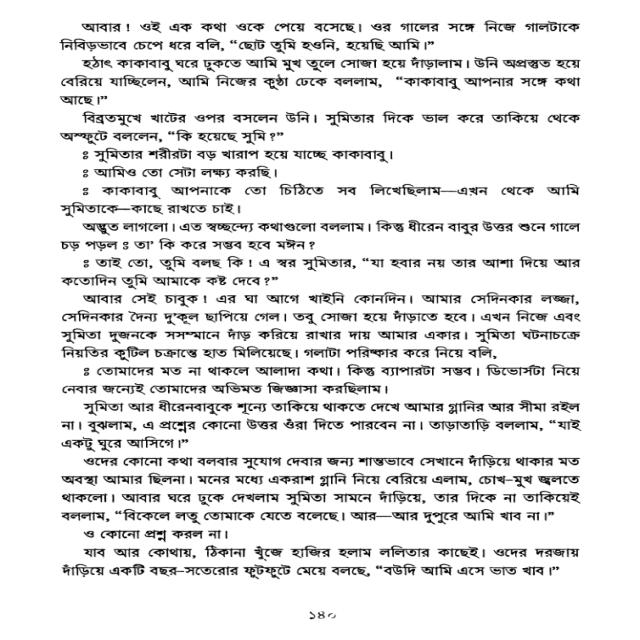 আবার! ওই এক কথা ওকে পেয়ে বসেছে। ওর গালের সঙ্গে নিজে গালটাকে
নিবিড়ভাবে চেপে ধরে বলি, “ছোট তুমি হওনি, হয়েছি আমি।”
হঠাৎ কাকাবাবু ঘরে ঢুকতে আমি মুখ তুলে সোজা হয়ে দাঁড়ালাম। উনি অপ্রস্তুত হয়ে
বেরিয়ে যাচ্ছিলেন, আমি নিজের কুণ্ঠা ঢেকে বললাম, “কাকাবাবু আপনার সঙ্গে কথা
আছে।”
বিব্রতমুখে খাটের ওপর বসলেন উনি। সুমিতার দিকে ভাল করে তাকিয়ে থেকে
অস্ফুটে বললেন, “কি হয়েছে সুমি?”
ঃ সুমিতার শরীরটা বড় খারাপ হয়ে যাচ্ছে কাকাবাবু।
ঃ আমিও তো সেটা লক্ষ্য করছি।
ঃ কাকাবাবু আপনাকে তো চিঠিতে সব লিখেছিলাম—এখন থেকে আমি
সুমিতাকে—কাছে রাখতে চাই।
অদ্ভুত লাগলো। এত স্বচ্ছন্দ্যে কথাগুলো বললাম। কিন্তু ধীরেন বাবুর উত্তর শুনে গালে
চড় পড়ল ঃ তা’ কি করে সম্ভব হবে মঈন?
ঃ তাই তো, তুমি বলছ কি! এ স্বর সুমিতার, “যা হবার নয় তার আশা দিয়ে আর
কতোদিন তুমি আমাকে কষ্ট দেবে?”
আবার সেই চাবুক! এর ঘা আগে খাইনি কোনদিন। আমার সেদিনকার লজ্জা,
সেদিনকার দৈন্য দু’কূল ছাপিয়ে গেল। তবু সোজা হয়ে দাঁড়াতে হবে। এখন নিজে এবং
সুমিতা দুজনকে সসম্মানে দাঁড় করিয়ে রাখার দায় আমার একার। সুমিতা ঘটনাচক্রে
নিয়তির কুটিল চক্রান্তে হাত মিলিয়েছে। গলাটা পরিষ্কার করে নিয়ে বলি,
ঃ তোমাদের মত না থাকলে আলাদা কথা। কিন্তু ব্যাপারটা সম্ভব। ডিভোর্সটা নিয়ে
নেবার জন্যেই তোমাদের অভিমত জিজ্ঞাসা করছিলাম।
সুমিতা আর ধীরেনবাবুকে শূন্যে তাকিয়ে থাকতে দেখে আমার গ্লানির আর সীমা রইল
না। বুঝলাম, এ প্রশ্নের কোনো উত্তর ওঁরা দিতে পারবেন না। তাড়াতাড়ি বললাম, “যাই
একটু ঘুরে আসিগে।”
ওদের কোনো কথা বলবার সুযোগ দেবার জন্য শান্তভাবে সেখানে দাঁড়িয়ে থাকার মত
অবস্থা আমার ছিলনা। মনের মধ্যে একরাশ গ্লানি নিয়ে বেরিয়ে এলাম, চোখ-মুখ জ্বলতে
থাকলো। আবার ঘরে ঢুকে দেখলাম সুমিতা সামনে দাঁড়িয়ে, তার দিকে না তাকিয়েই
বললাম, “বিকেলে লতু তোমাকে যেতে বলেছে। আর—আর দুপুরে আমি খাব না।”
ও কোনো প্রশ্ন করল না।
যাব আর কোথায়, ঠিকানা খুঁজে হাজির হলাম ললিতার কাছেই। ওদের দরজায়
দাঁড়িয়ে একটি বছর-সতেরোর ফুটফুটে মেয়ে বলছে, “বউদি আমি এসে ভাত খাব।”
১৪০